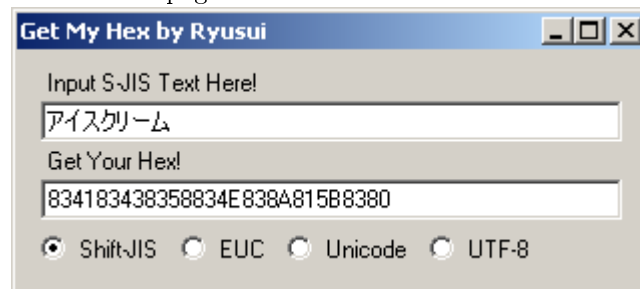 Get My Hex by Ryusui
Input S-JIS Text Here!
アイスクリーム
Get Your Hex!
834183438358834E838A815B8380
Shift-JIS EUC Unicode UTF-8